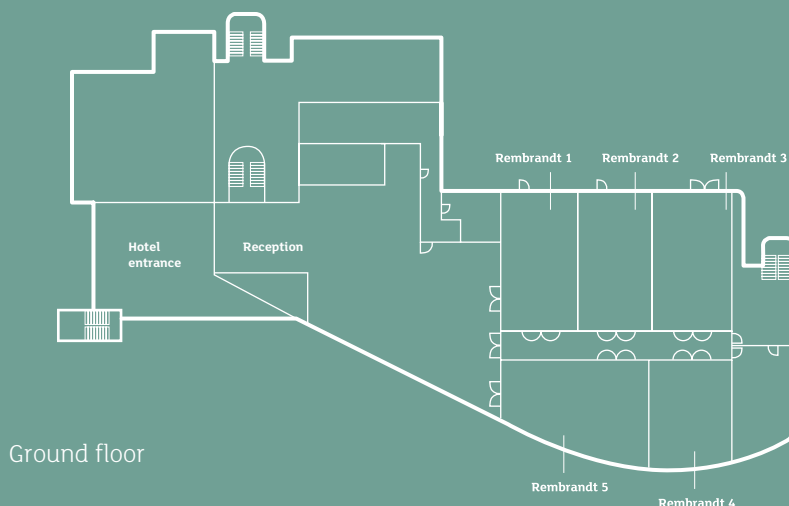 Rembrandt 1
Rembrandt 2
Rembrandt 3
Hotel
entrance
Reception
Ground floor
Rembrandt 5
Rembrandt 4